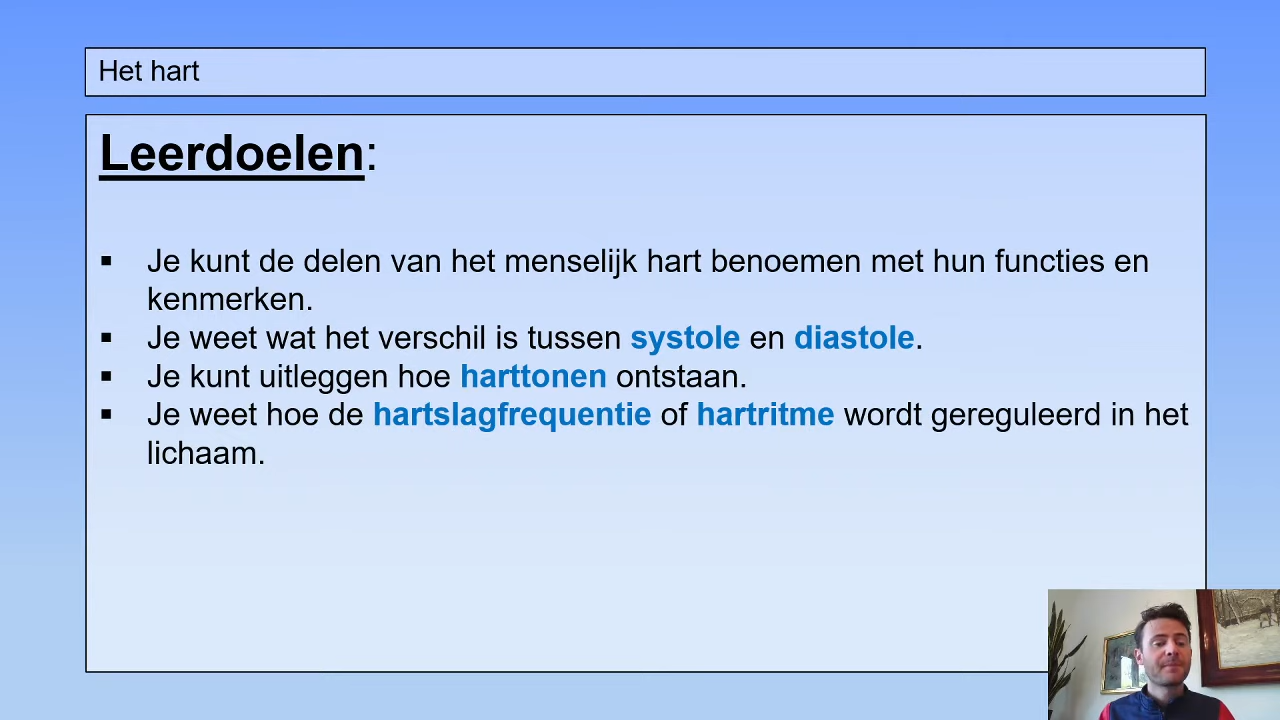 Het hart
Leerdoelen:
▪ Je kunt de delen van het menselijk hart benoemen met hun functies en
kenmerken.
▪ Je weet wat het verschil is tussen systole en diastole.
▪ Je kunt uitleggen hoe harttonen ontstaan.
▪ Je weet hoe de hartslagfrequentie of hartritme wordt gereguleerd in het
lichaam.